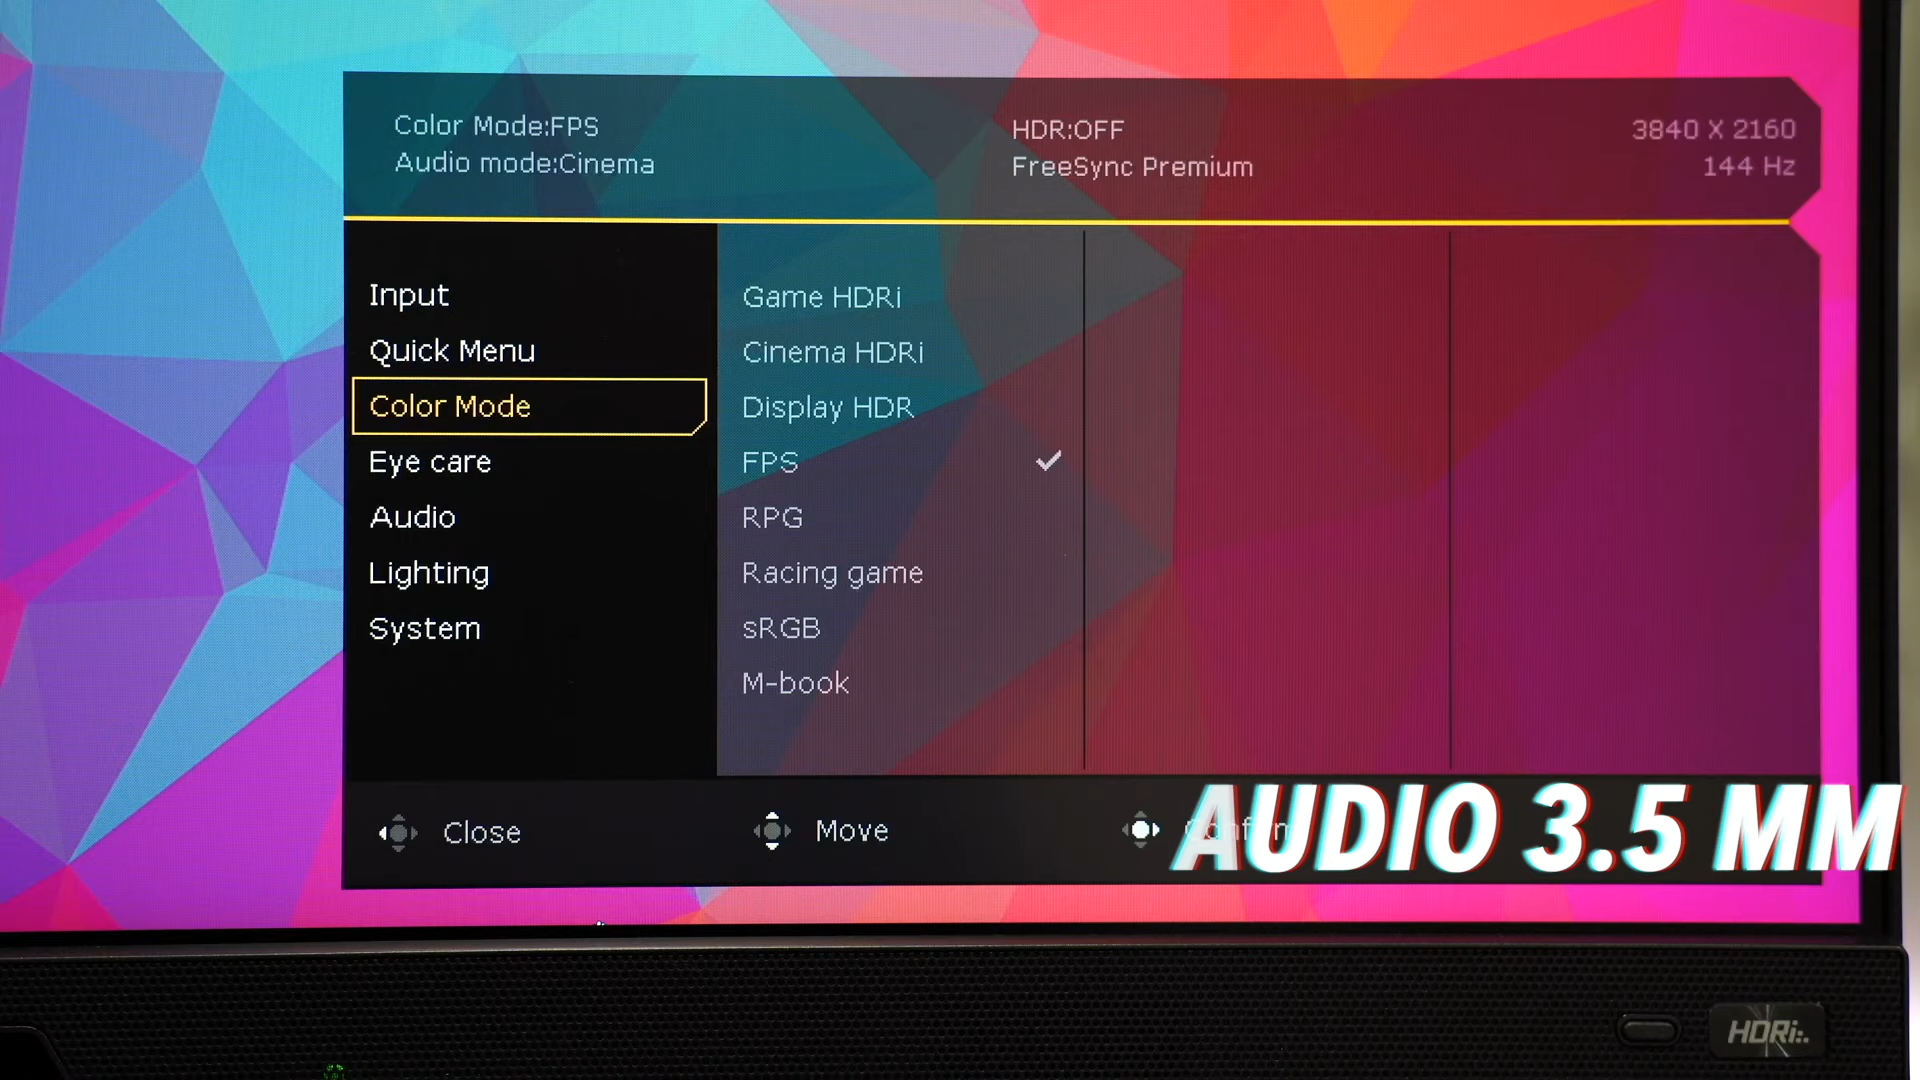 Color Mode:FPS
Audio mode:Cinema
HDR:OFF
FreeSync Premium
3840 X 2160
144 Hz
Input
Quick Menu
Color Mode
Eye care
Audio
Lighting
System
Game HDRi
Cinema HDRi
Display HDR
FPS
RPG
Racing game
sRGB
M-book
Close
Move
AUDIO 3.5 MM
HDRi